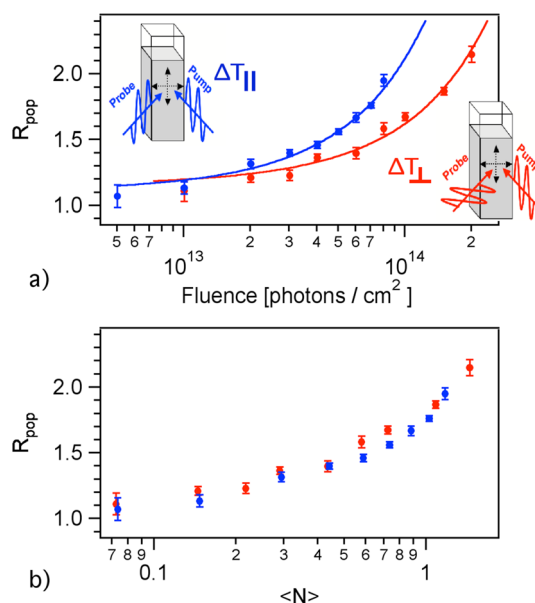 Probe
Pump
ΔT||
Probe
Pump
ΔT⊥
R pop
2.0
1.5
1.0
5 6 7 2 3 4 5 6 7 2
10^13 10^14
a) Fluence [photons / cm^2 ]
R pop
2.0
1.5
1.0
7 8 9 2 3 4 5 6 7 8 9
0.1 1
b) <N>